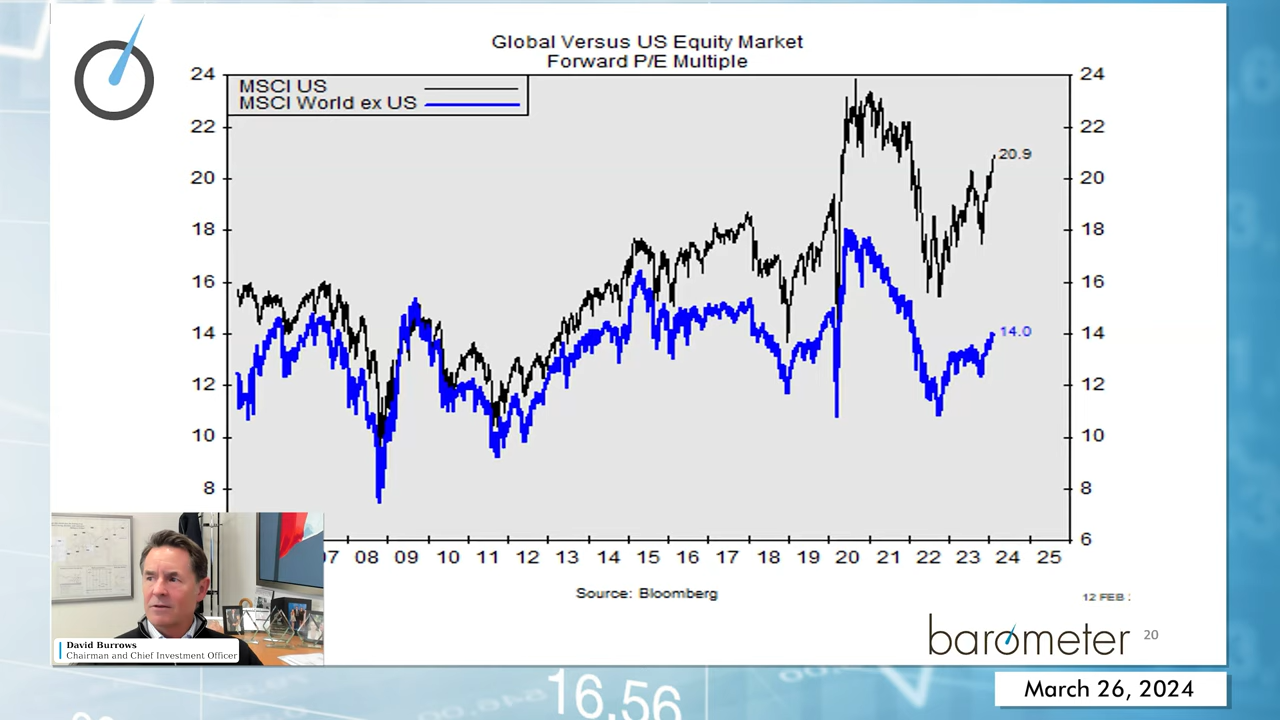 Global Versus US Equity Market
Forward P/E Multiple
24
24
MSCI US
MSCI World ex US
22
22
20.9
20
20
18
18
16
16
14.0
14
14
12
12
10
10
8
8
6
07 08 09 10 11 12 13 14 15 16 17 18 19 20 21 22 23 24 25
Source: Bloomberg
12 FEB
David Burrows
Chairman and Chief Investment Officer
barometer
20
March 26, 2024
16.56